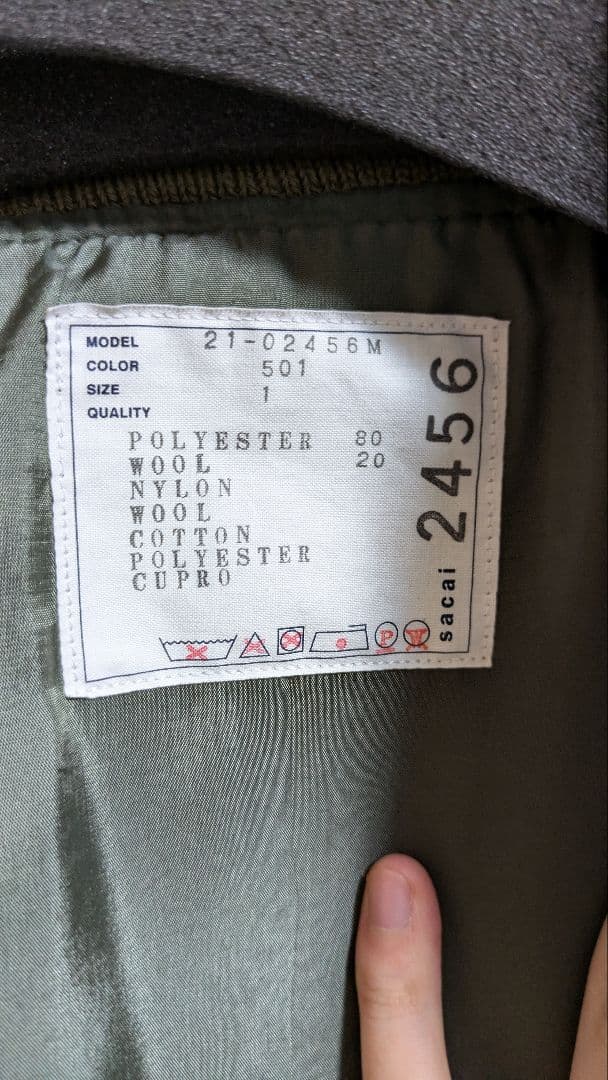 MODEL 21-02456M
COLOR 501
SIZE 1
QUALITY
POLYESTER 80
WOOL 20
NYLON
WOOL
COTTON
POLYESTER
CUPRO
P W
sacai 2456